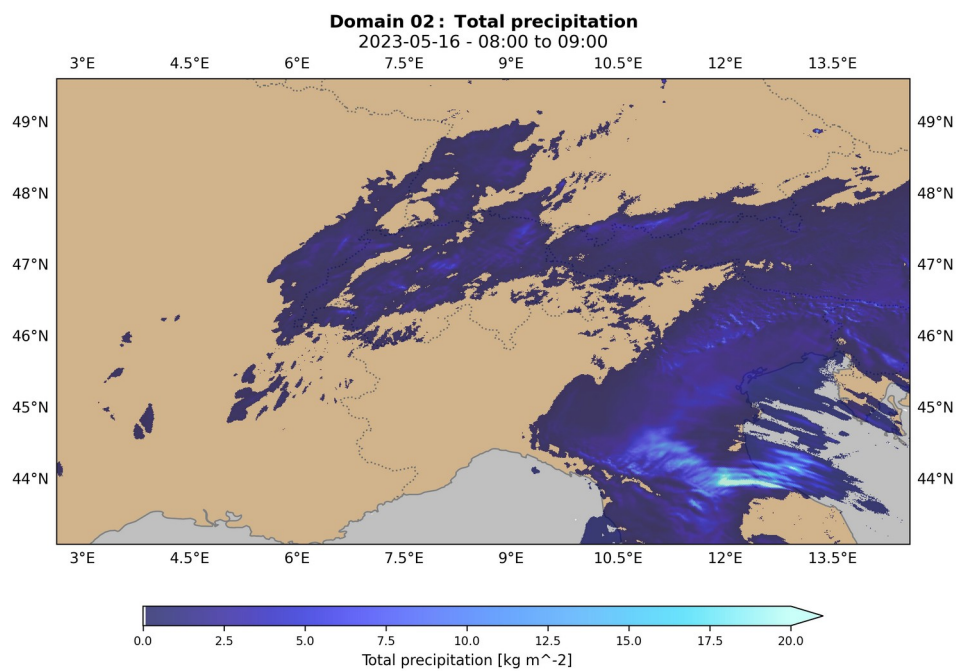 Domain 02: Total precipitation
2023-05-16 - 08:00 to 09:00
3°E 4.5°E 6°E 7.5°E 9°E 10.5°E 12°E 13.5°E
49°N 49°N
48°N 48°N
47°N 47°N
46°N 46°N
45°N 45°N
44°N 44°N
3°E 4.5°E 6°E 7.5°E 9°E 10.5°E 12°E 13.5°E
0.0 2.5 5.0 7.5 10.0 12.5 15.0 17.5 20.0
Total precipitation [kg m^-2]